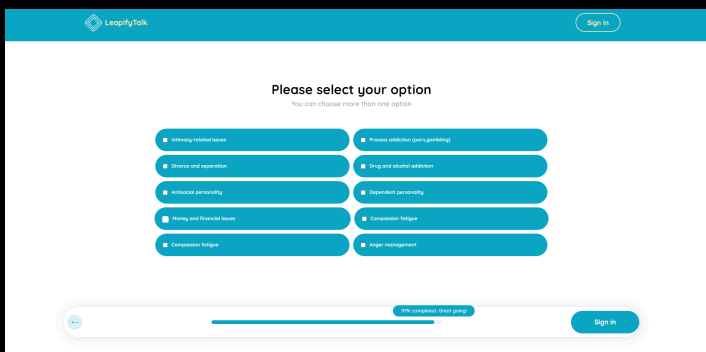 LeapifyTalk
Sign In
Please select your option
You can choose more than one option
Intimacy-related issues
Process addiction (porn,gambling)
Divorce and separation
Drug and alcohol addiction
Antisocial personality
Dependent personality
Money and financial issues
Compassion fatigue
Compassion fatigue
Anger management
97% completed. Great going!
Sign in